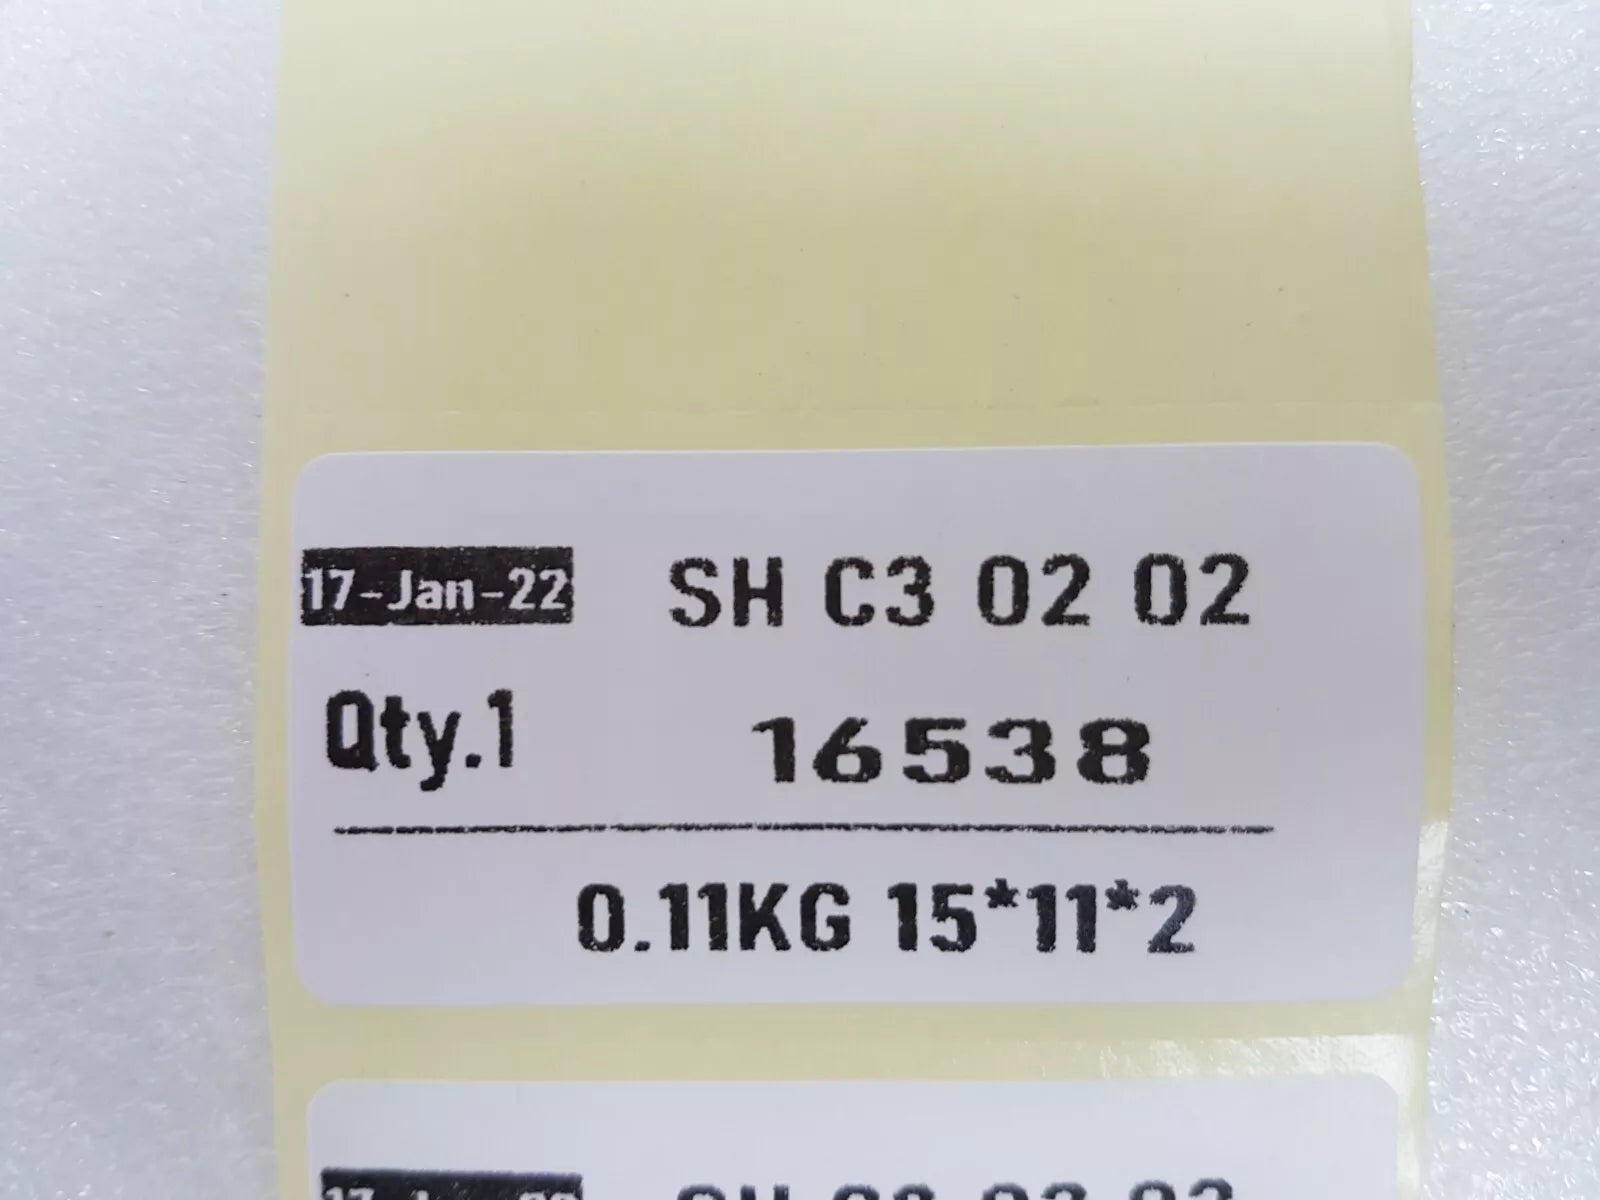 17-Jan-22 SH C3 02 02
Qty.1 16538
0.11KG 15*11*2